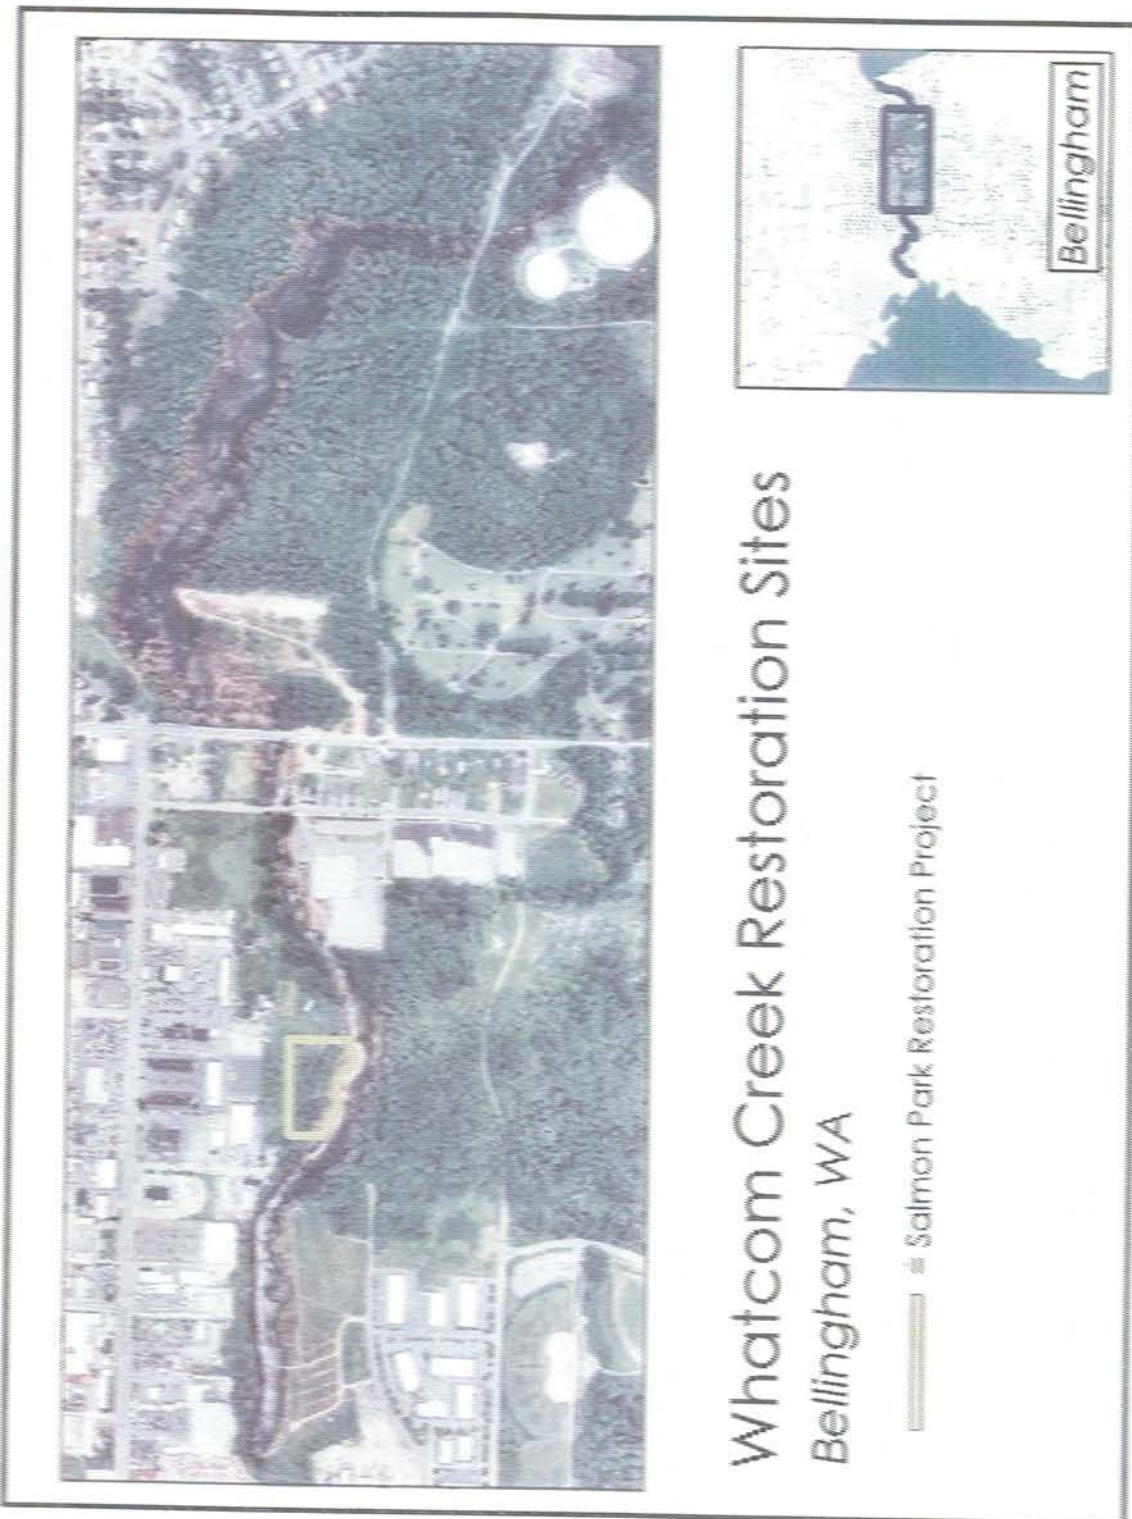 Whatcom Creek Restoration Sites
Bellingham, WA
= Salmon Park Restoration Project
Bellingham